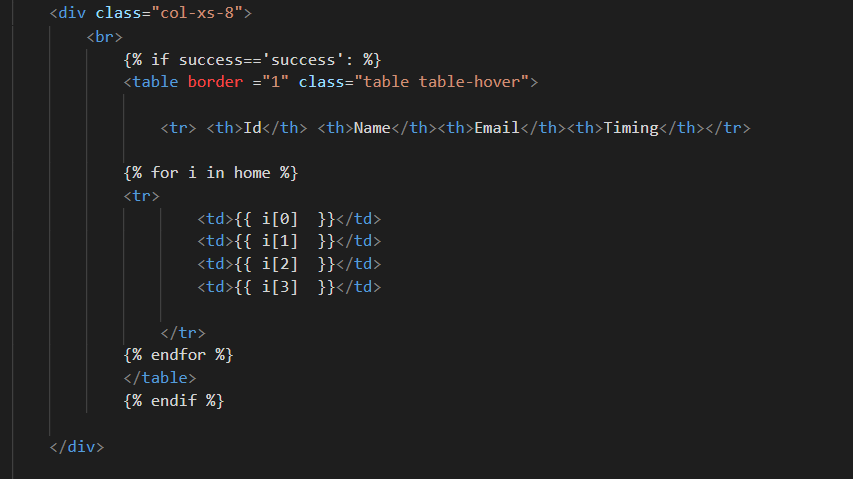 <div class="col-xs-8">
<br>
{% if success=='success': %}
<table border ="1" class="table table-hover">
<tr> <th>Id</th> <th>Name</th><th>Email</th><th>Timing</th></tr>
{% for i in home %}
<tr>
<td>{{ i[0]  }}</td>
<td>{{ i[1]  }}</td>
<td>{{ i[2]  }}</td>
<td>{{ i[3]  }}</td>
</tr>
{% endfor %}
</table>
{% endif %}
</div>